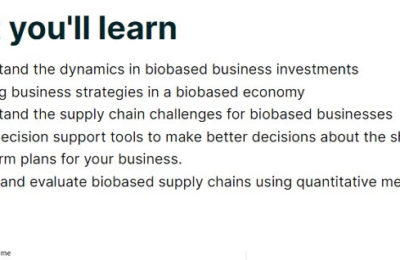 you'll learn
tand the dynamics in biobased business investments
g business strategies in a biobased economy
tand the supply chain challenges for biobased businesses
ecision support tools to make better decisions about the sh
rm plans for your business.
and evaluate biobased supply chains using quantitative me
me